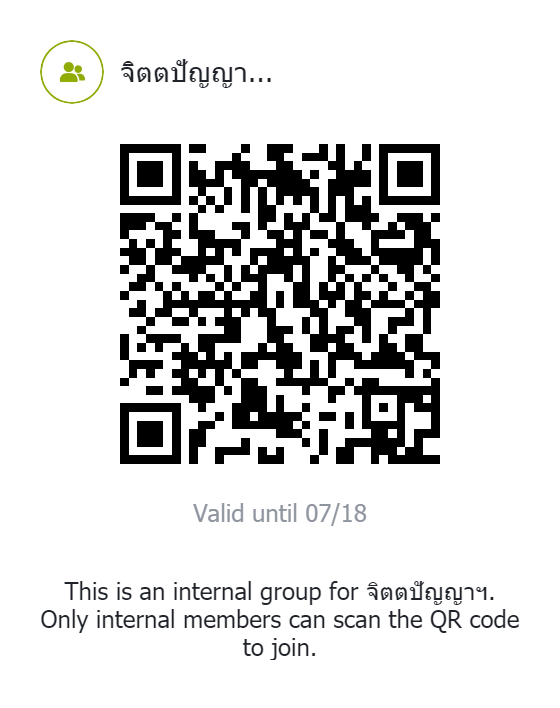 จิตตปัญญา...
Valid until 07/18
This is an internal group for จิตตปัญญาฯ.
Only internal members can scan the QR code
to join.